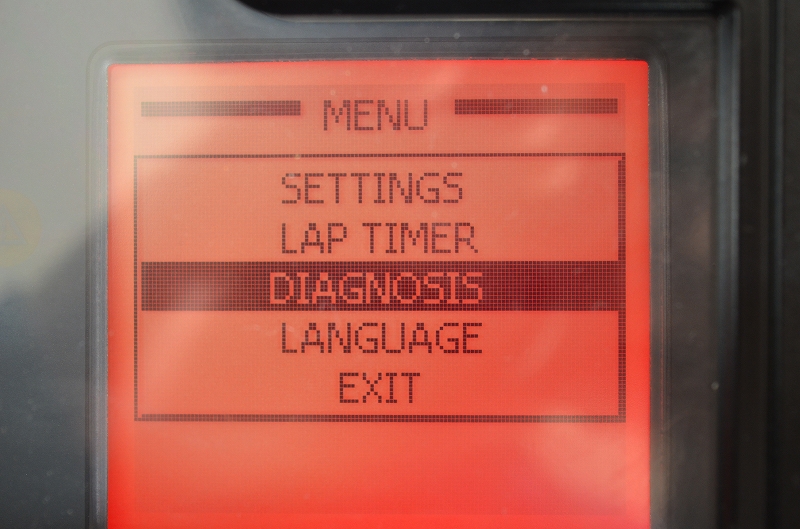 MENU
SETTINGS
LAP TIMER
DIAGNOSIS
LANGUAGE
EXIT